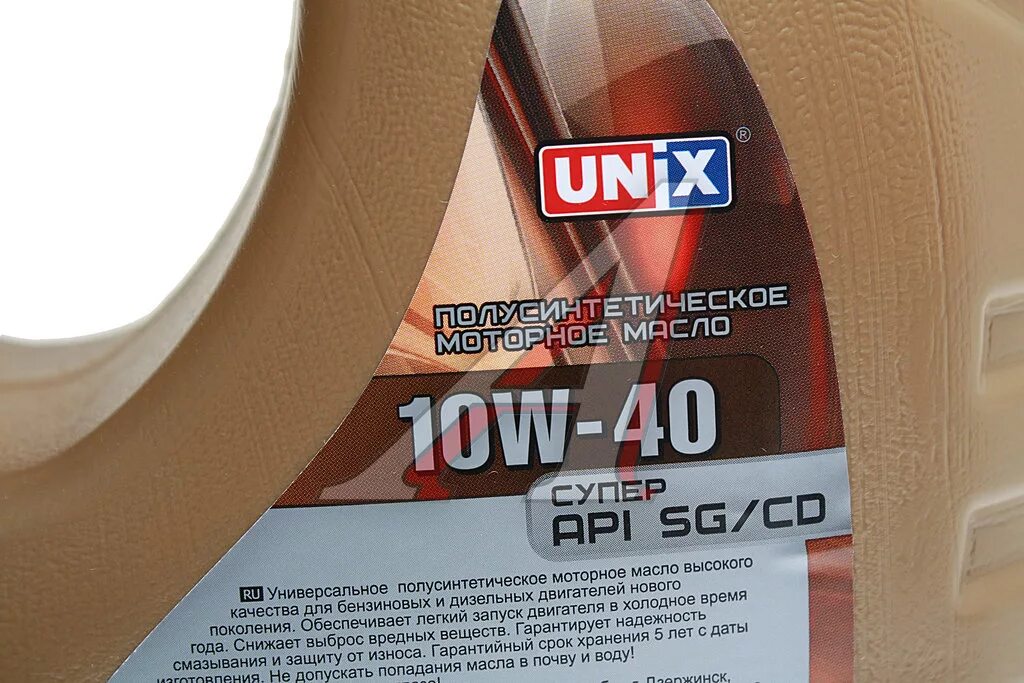 UNiX ®
ПОЛУСИНТЕТИЧЕСКОЕ
МОТОРНОЕ МАСЛО
10W-40
СУПЕР
API SG/CD
RU Универсальное полусинтетическое моторное масло высокого
качества для бензиновых и дизельных двигателей нового
поколения. Обеспечивает легкий запуск двигателя в холодное время
года. Снижает выброс вредных веществ. Гарантирует надежность
смазывания и защиту от износа. Гарантийный срок хранения 5 лет с даты
изготовления. Не допускать попадания масла в почву и воду!
Дзержинск,